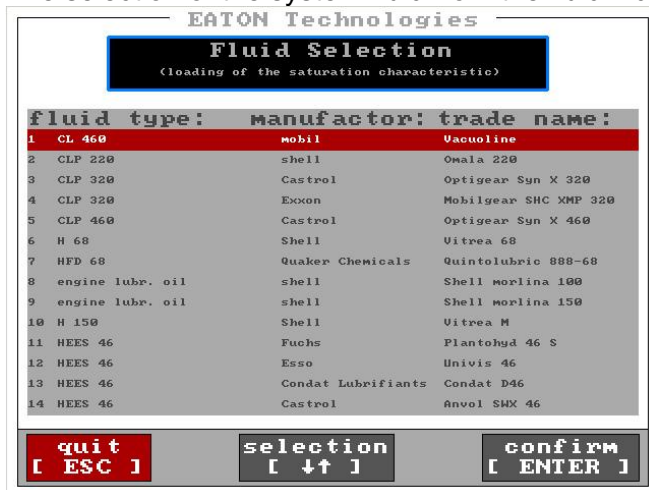 EATON Technologies
Fluid Selection
(loading of the saturation characteristic)
fluid type: manufactor: trade name:
1 CL 460 mobil Vacuoline
2 CLP 220 shell Omala 220
3 CLP 320 Castrol Optigear Syn X 320
4 CLP 320 Exxon Mobilgear SHC XMP 320
5 CLP 460 Castrol Optigear Syn X 460
6 H 68 Shell Vitrea 68
7 HFD 68 Quaker Chemicals Quintolubric 888-68
8 engine lubr. oil shell Shell morlina 100
9 engine lubr. oil shell Shell morlina 150
10 H 150 Shell Vitrea M
11 HEES 46 Fuchs Plantohyd 46 S
12 HEES 46 Esso Univis 46
13 HEES 46 Condat Lubrifiants Condat D46
14 HEES 46 Castrol Anvol SWX 46
quit selection confirm
[ ESC ] [ ↓↑ ] [ ENTER ]